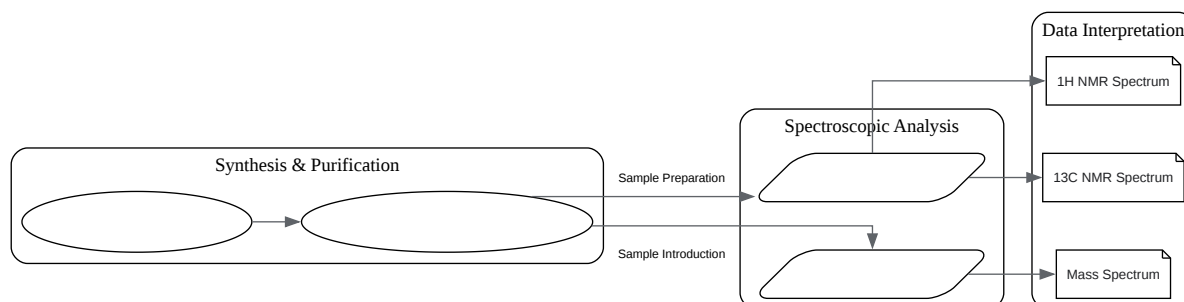 Data Interpretation
1H NMR Spectrum
Spectroscopic Analysis
Synthesis & Purification
Sample Preparation
13C NMR Spectrum
Sample Introduction
Mass Spectrum